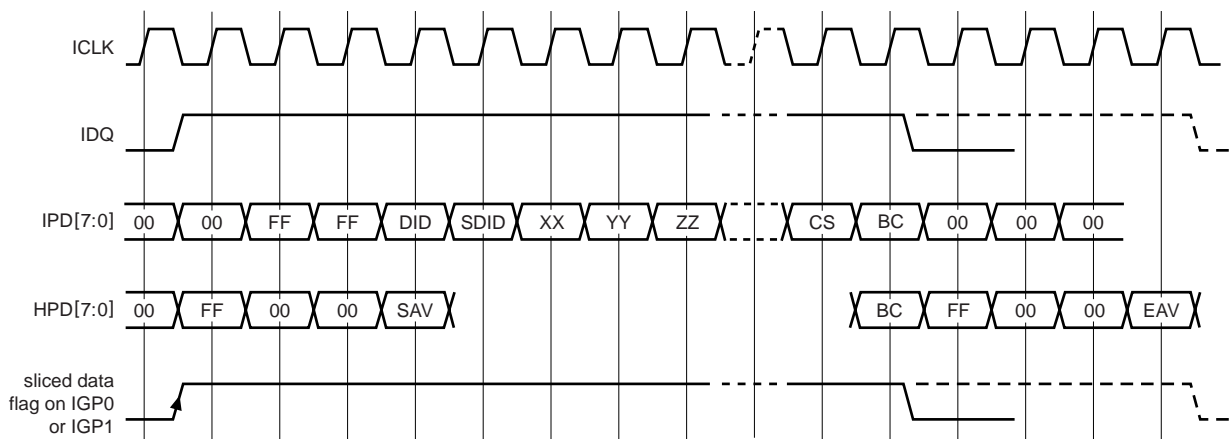 ICLK
IDQ
IPD[7:0] 00 00 FF FF DID SDID XX YY ZZ CS BC 00 00 00
HPD[7:0] 00 FF 00 00 SAV BC FF 00 00 EAV
sliced data
flag on IGP0
or IGP1